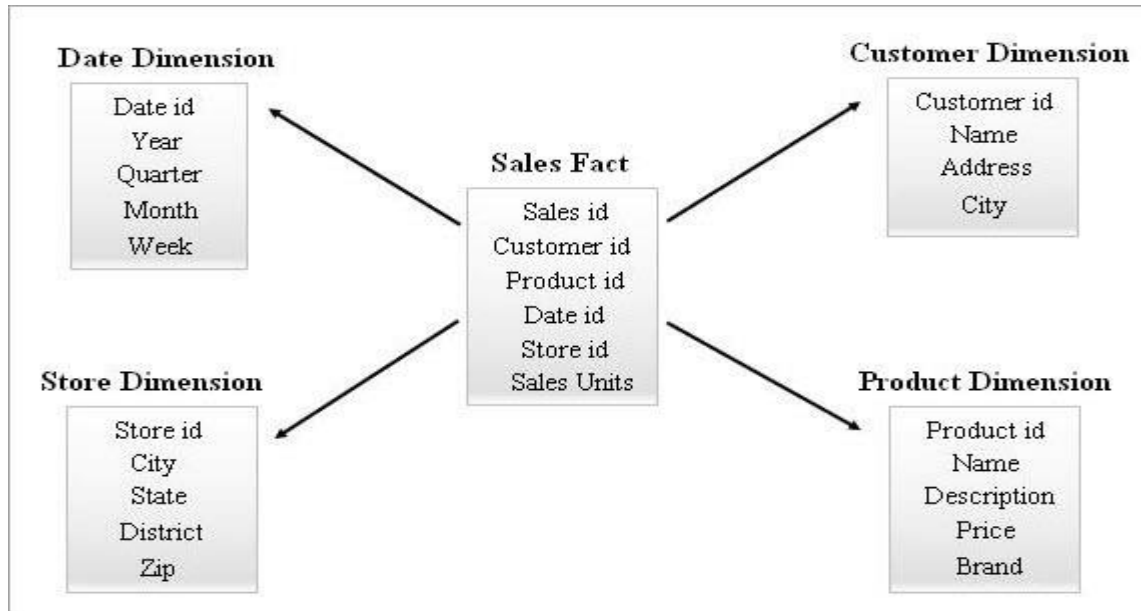 Date Dimension
Date id
Year
Quarter
Month
Week
Customer Dimension
Customer id
Name
Address
City
Sales Fact
Sales id
Customer id
Product id
Date id
Store id
Sales Units
Store Dimension
Store id
City
State
District
Zip
Product Dimension
Product id
Name
Description
Price
Brand